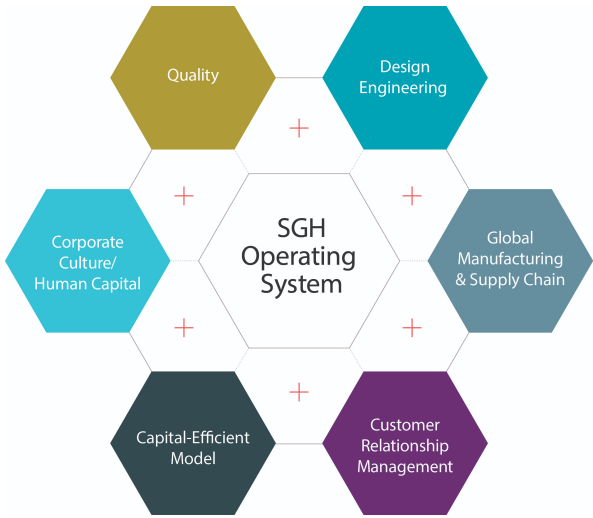 Quality
Design
Engineering
Corporate
Culture/
Human Capital
SGH
Operating
System
Global
Manufacturing
& Supply Chain
Capital-Efficient
Model
Customer
Relationship
Management